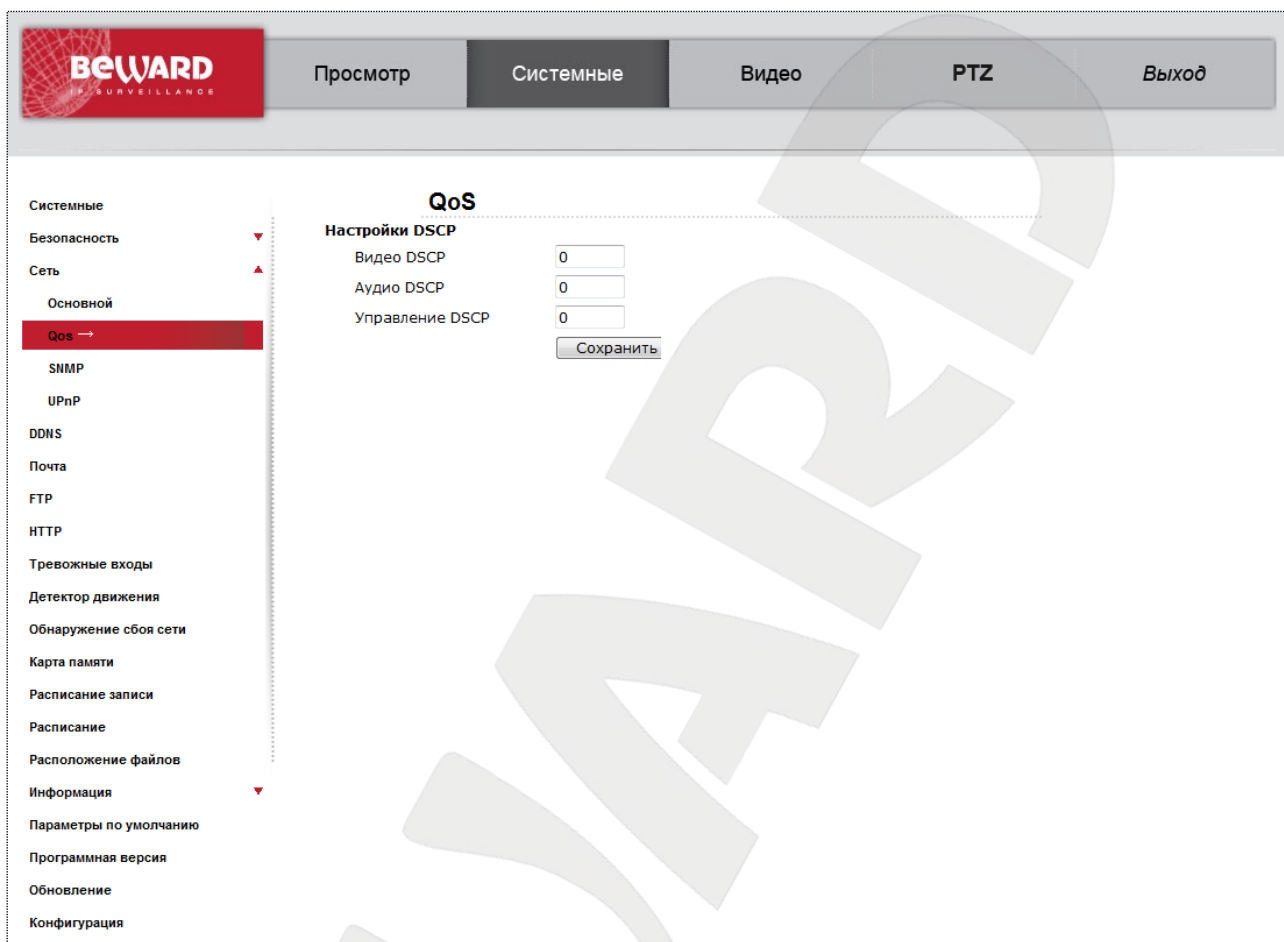 BEWARD
IP SURVEILLANCE
Просмотр
Системные
Видео
PTZ
Выход
Системные
Безопасность
Сеть
Основной
Qos →
SNMP
UPnP
DDNS
Почта
FTP
HTTP
Тревожные входы
Детектор движения
Обнаружение сбоя сети
Карта памяти
Расписание записи
Расписание
Расположение файлов
Информация
Параметры по умолчанию
Программная версия
Обновление
Конфигурация
QoS
Настройки DSCP
Видео DSCP 0
Аудио DSCP 0
Управление DSCP 0
Сохранить
WARD